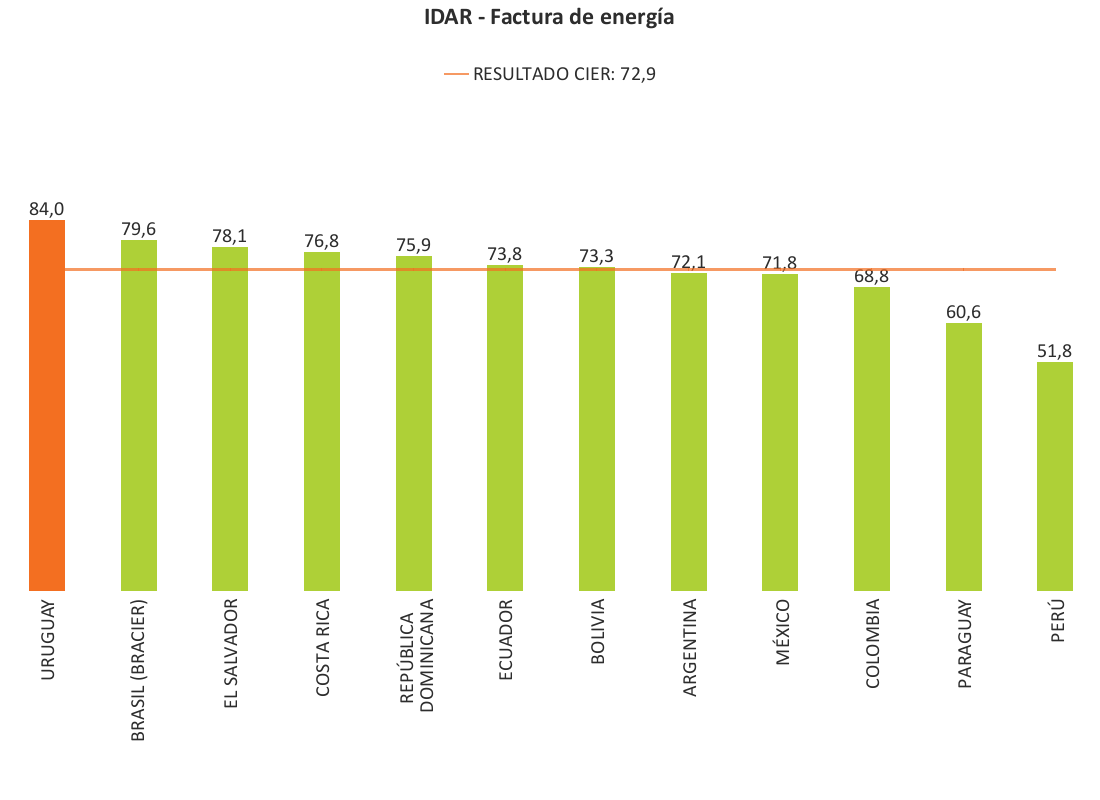 IDAR - Factura de energía
RESULTADO CIER: 72,9
84,0
79,6
78,1
76,8
75,9
73,8
73,3
72,1
71,8
68,8
60,6
51,8
URUGUAY
BRASIL (BRACIER)
EL SALVADOR
COSTA RICA
REPÚBLICA
DOMINICANA
ECUADOR
BOLIVIA
ARGENTINA
MÉXICO
COLOMBIA
PARAGUAY
PERÚ